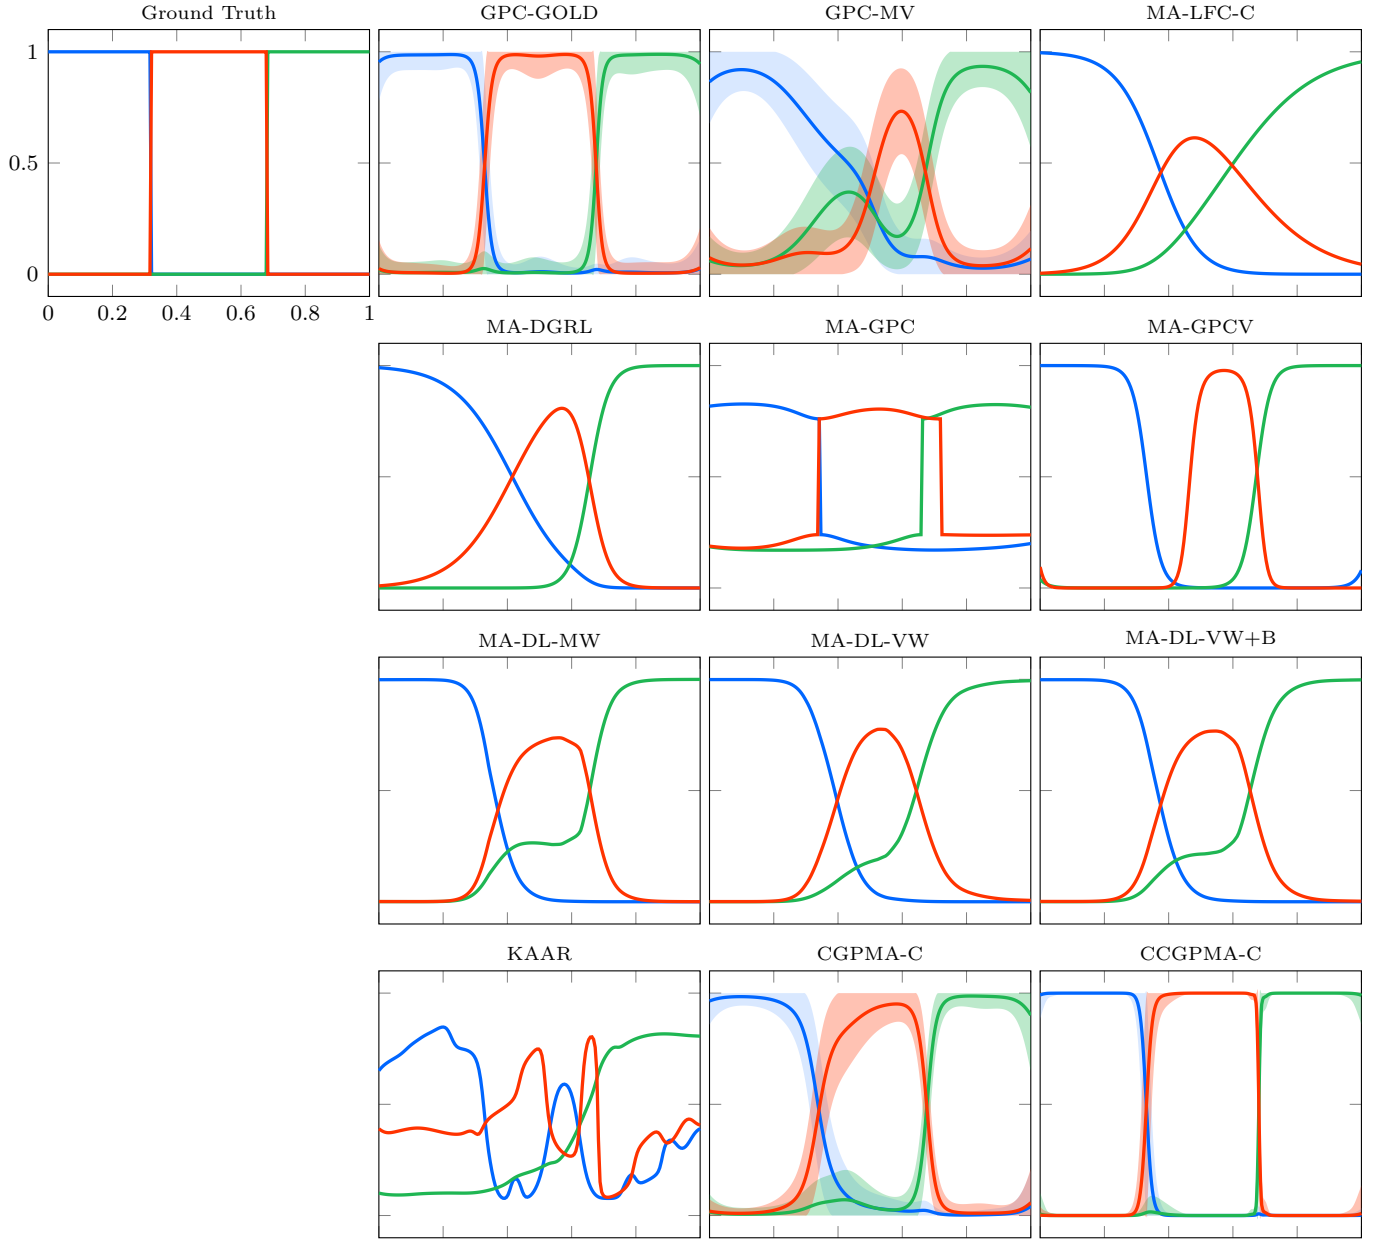 Ground Truth GPC-GOLD GPC-MV MA-LFC-C
1
0.5
0
0 0.2 0.4 0.6 0.8 1
MA-DGRL MA-GPC MA-GPCV
MA-DL-MW MA-DL-VW MA-DL-VW+B
KAAR CGPMA-C CCGPMA-C